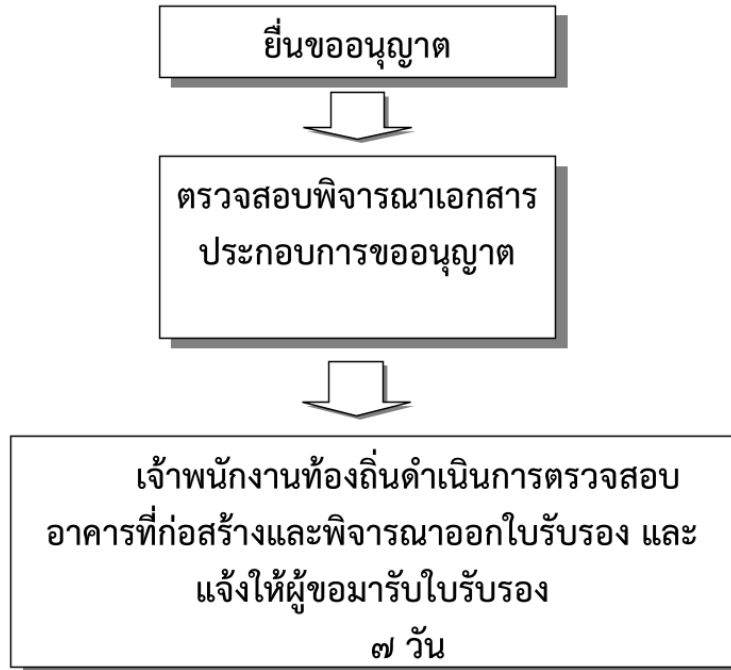 ยื่นขออนุญาต
ตรวจสอบพิจารณาเอกสาร
ประกอบการขออนุญาต
เจ้าพนักงานท้องถิ่นดำเนินการตรวจสอบ
อาคารที่ก่อสร้างและพิจารณาออกใบรับรอง และ
แจ้งให้ผู้ขอมารับใบรับรอง
๗ วัน